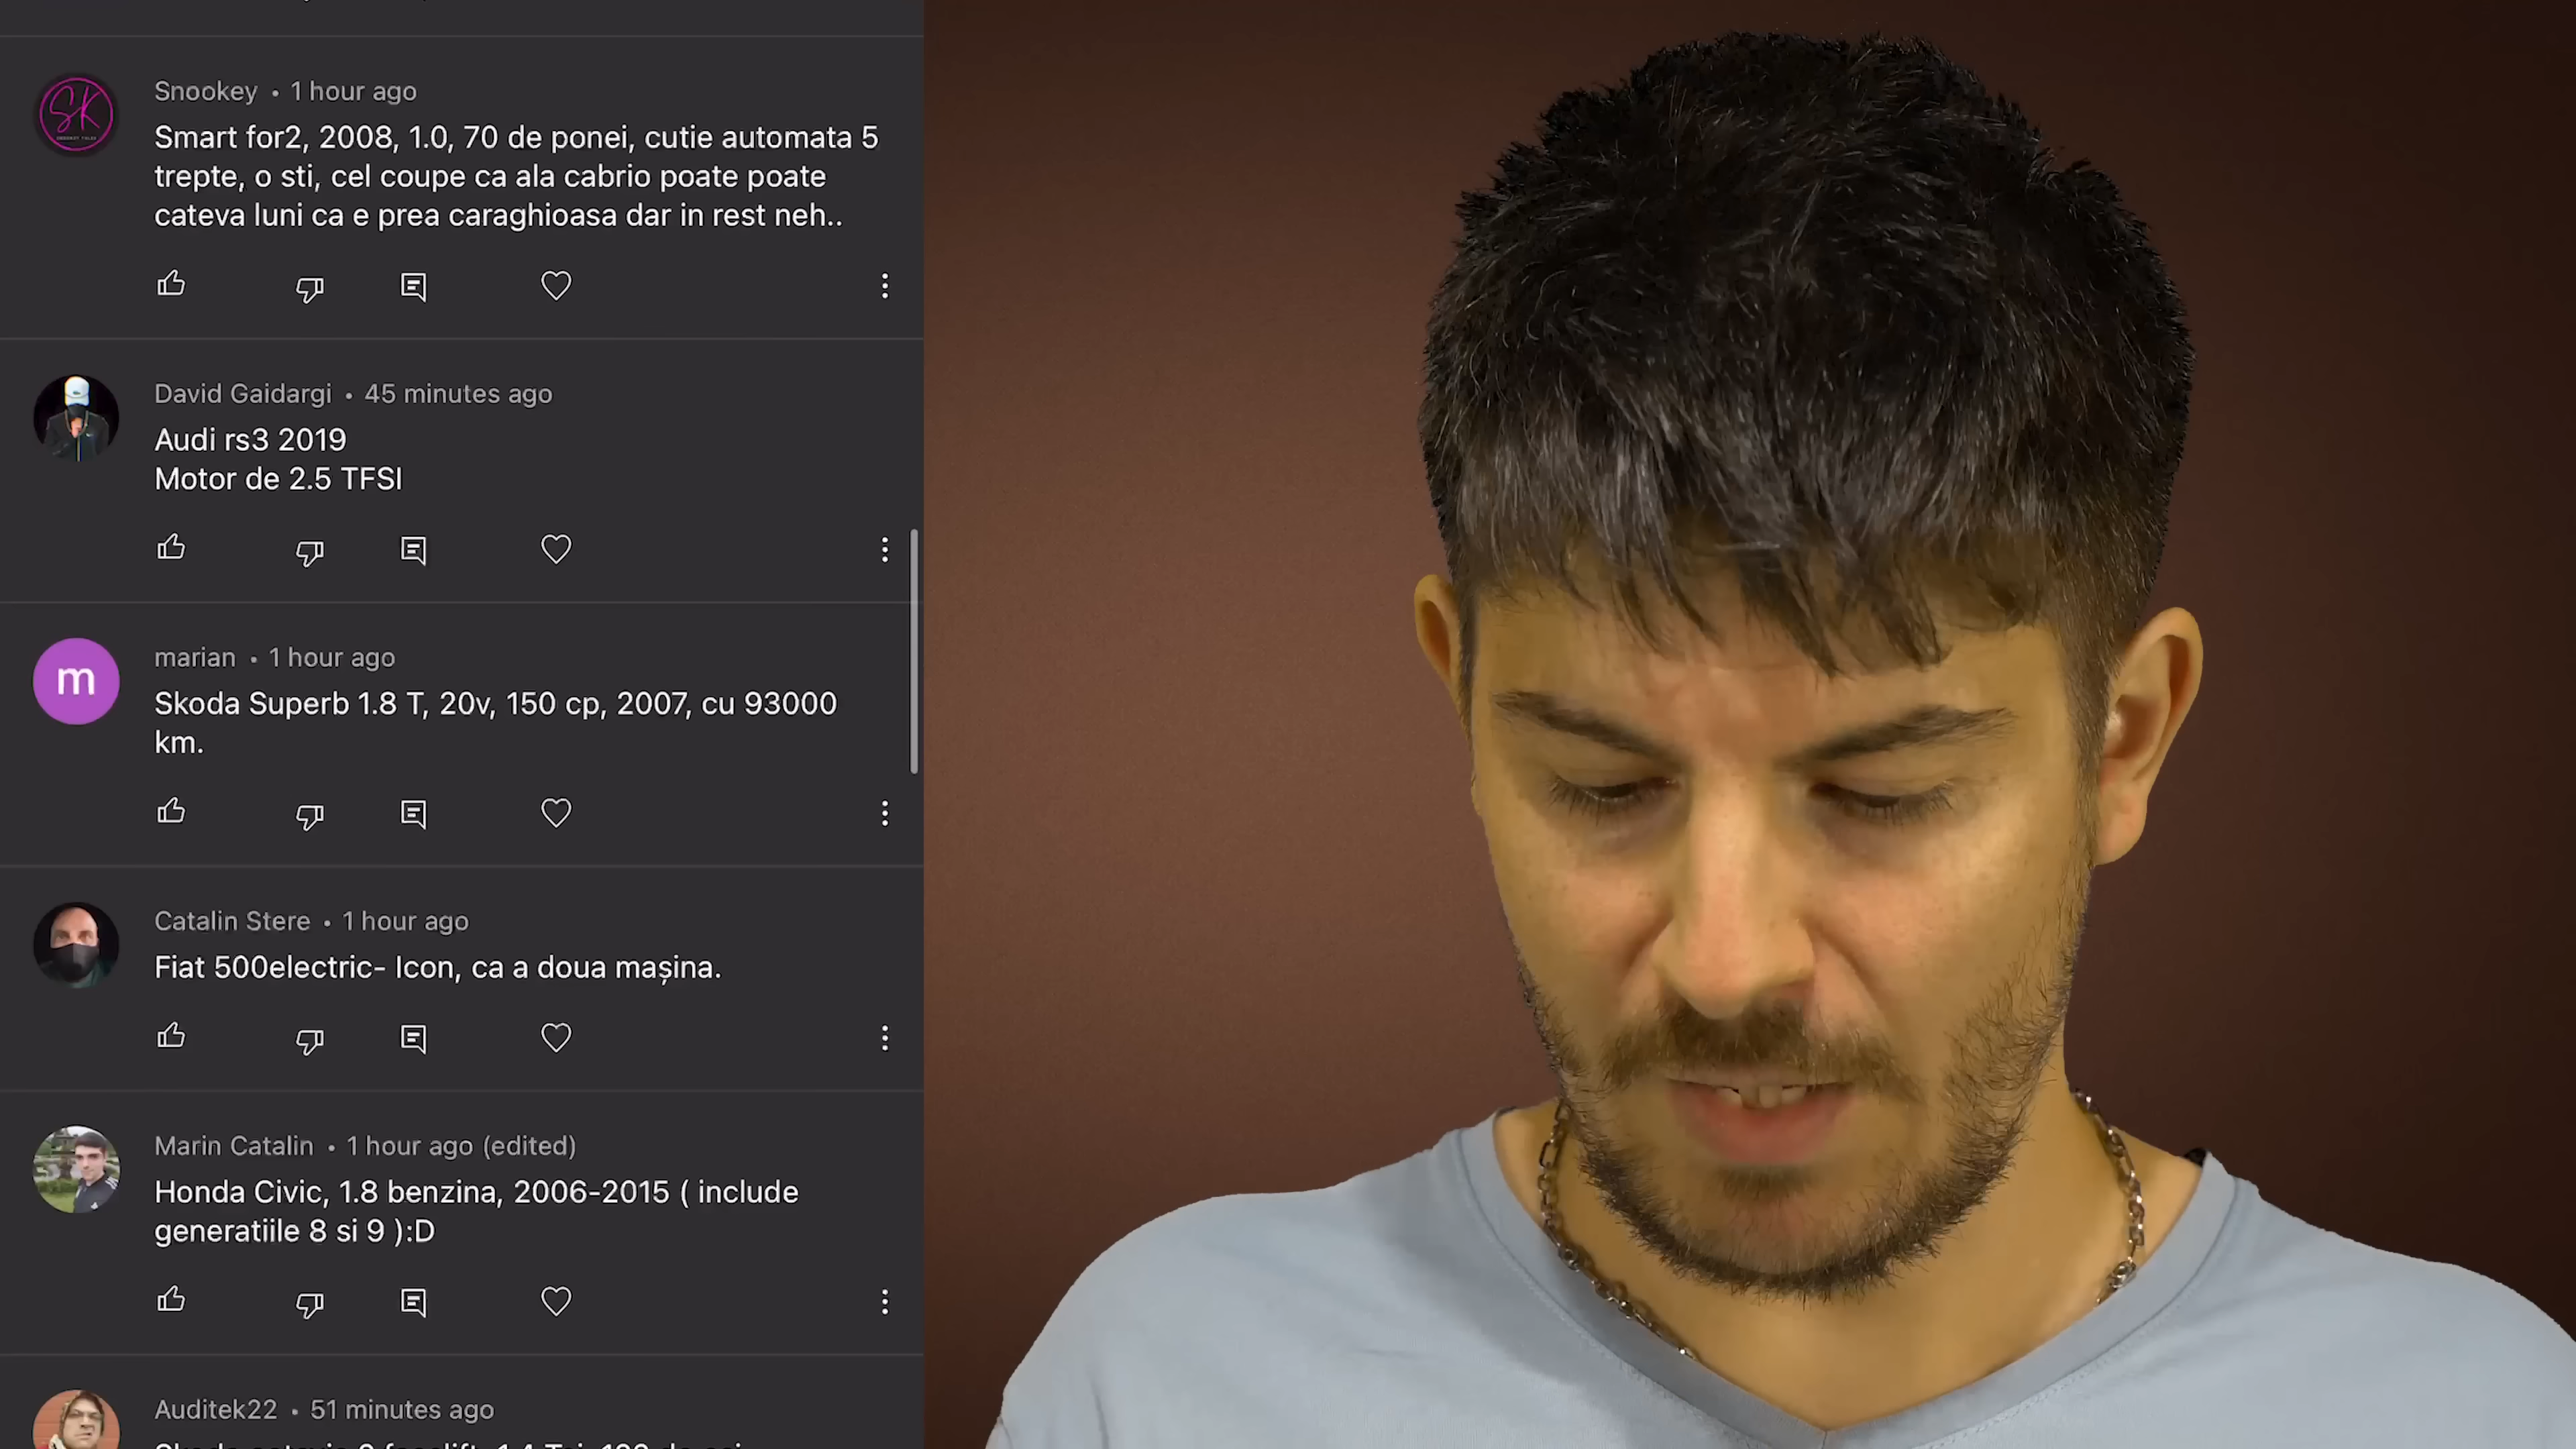 Snookey • 1 hour ago
Smart for2, 2008, 1.0, 70 de ponei, cutie automata 5
trepte, o sti, cel coupe ca ala cabrio poate poate
cateva luni ca e prea caraghioasa dar in rest neh..
David Gaidargi • 45 minutes ago
Audi rs3 2019
Motor de 2.5 TFSI
m
marian • 1 hour ago
Skoda Superb 1.8 T, 20v, 150 cp, 2007, cu 93000
km.
Catalin Stere • 1 hour ago
Fiat 500electric- Icon, ca a doua mașina.
Marin Catalin • 1 hour ago (edited)
Honda Civic, 1.8 benzina, 2006-2015 ( include
generatiile 8 si 9 ):D
Auditek22 • 51 minutes ago